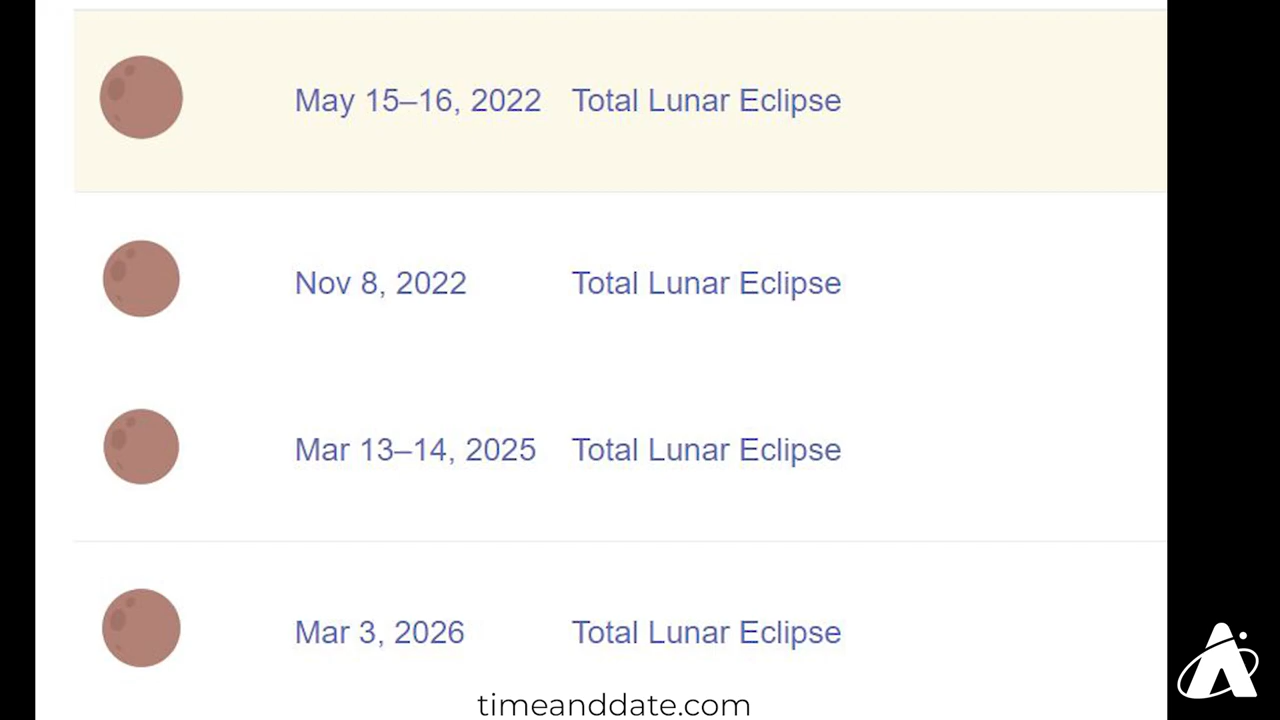 May 15–16, 2022 Total Lunar Eclipse
Nov 8, 2022 Total Lunar Eclipse
Mar 13–14, 2025 Total Lunar Eclipse
Mar 3, 2026 Total Lunar Eclipse
timeanddate.com